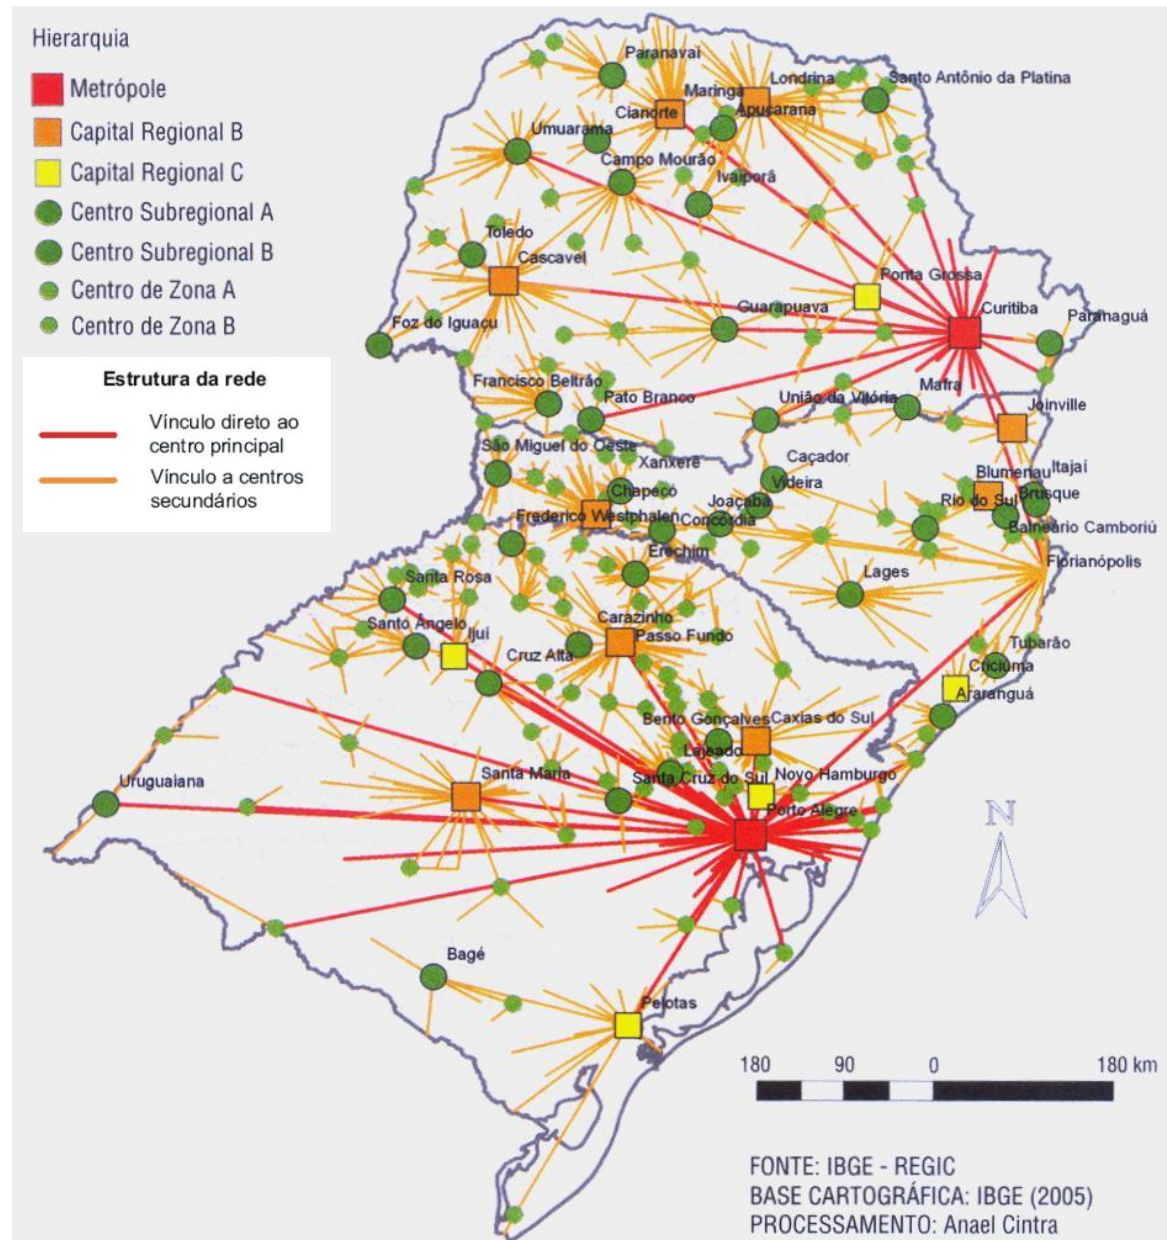 Hierarquia
Metrópole
Capital Regional B
Capital Regional C
Centro Subregional A
Centro Subregional B
Centro de Zona A
Centro de Zona B
Estrutura da rede
Vínculo direto ao
centro principal
Vínculo a centros
secundários
Paranavaí
Londrina
Santo Antônio da Platina
Maringá
Cianorte
Apucarana
Umuarama
Campo Mourão
Ivaiporã
Toledo
Cascavel
Ponta Grossa
Guarapuava
Curitiba
Paranaguá
Foz do Iguaçu
Francisco Beltrão
Pato Branco
União da Vitória
Mafra
Joinville
São Miguel do Oeste
Xanxerê
Caçador
Chapecó
Videira
Joaçaba
Blumenau
Itajaí
Rio do Sul
Brusque
Frederico Westphalen
Concórdia
Balneário Camboriú
Erechim
Florianópolis
Lages
Santa Rosa
Carazinho
Santo Ângelo
Ijuí
Passo Fundo
Tubarão
Cruz Alta
Criciúma
Araranguá
Bento Gonçalves
Caxias do Sul
Lajeado
Uruguaiana
Santa Maria
Santa Cruz do Sul
Novo Hamburgo
Porto Alegre
N
Bagé
Pelotas
180 90 0 180 km
FONTE: IBGE - REGIC
BASE CARTOGRÁFICA: IBGE (2005)
PROCESSAMENTO: Anael Cintra